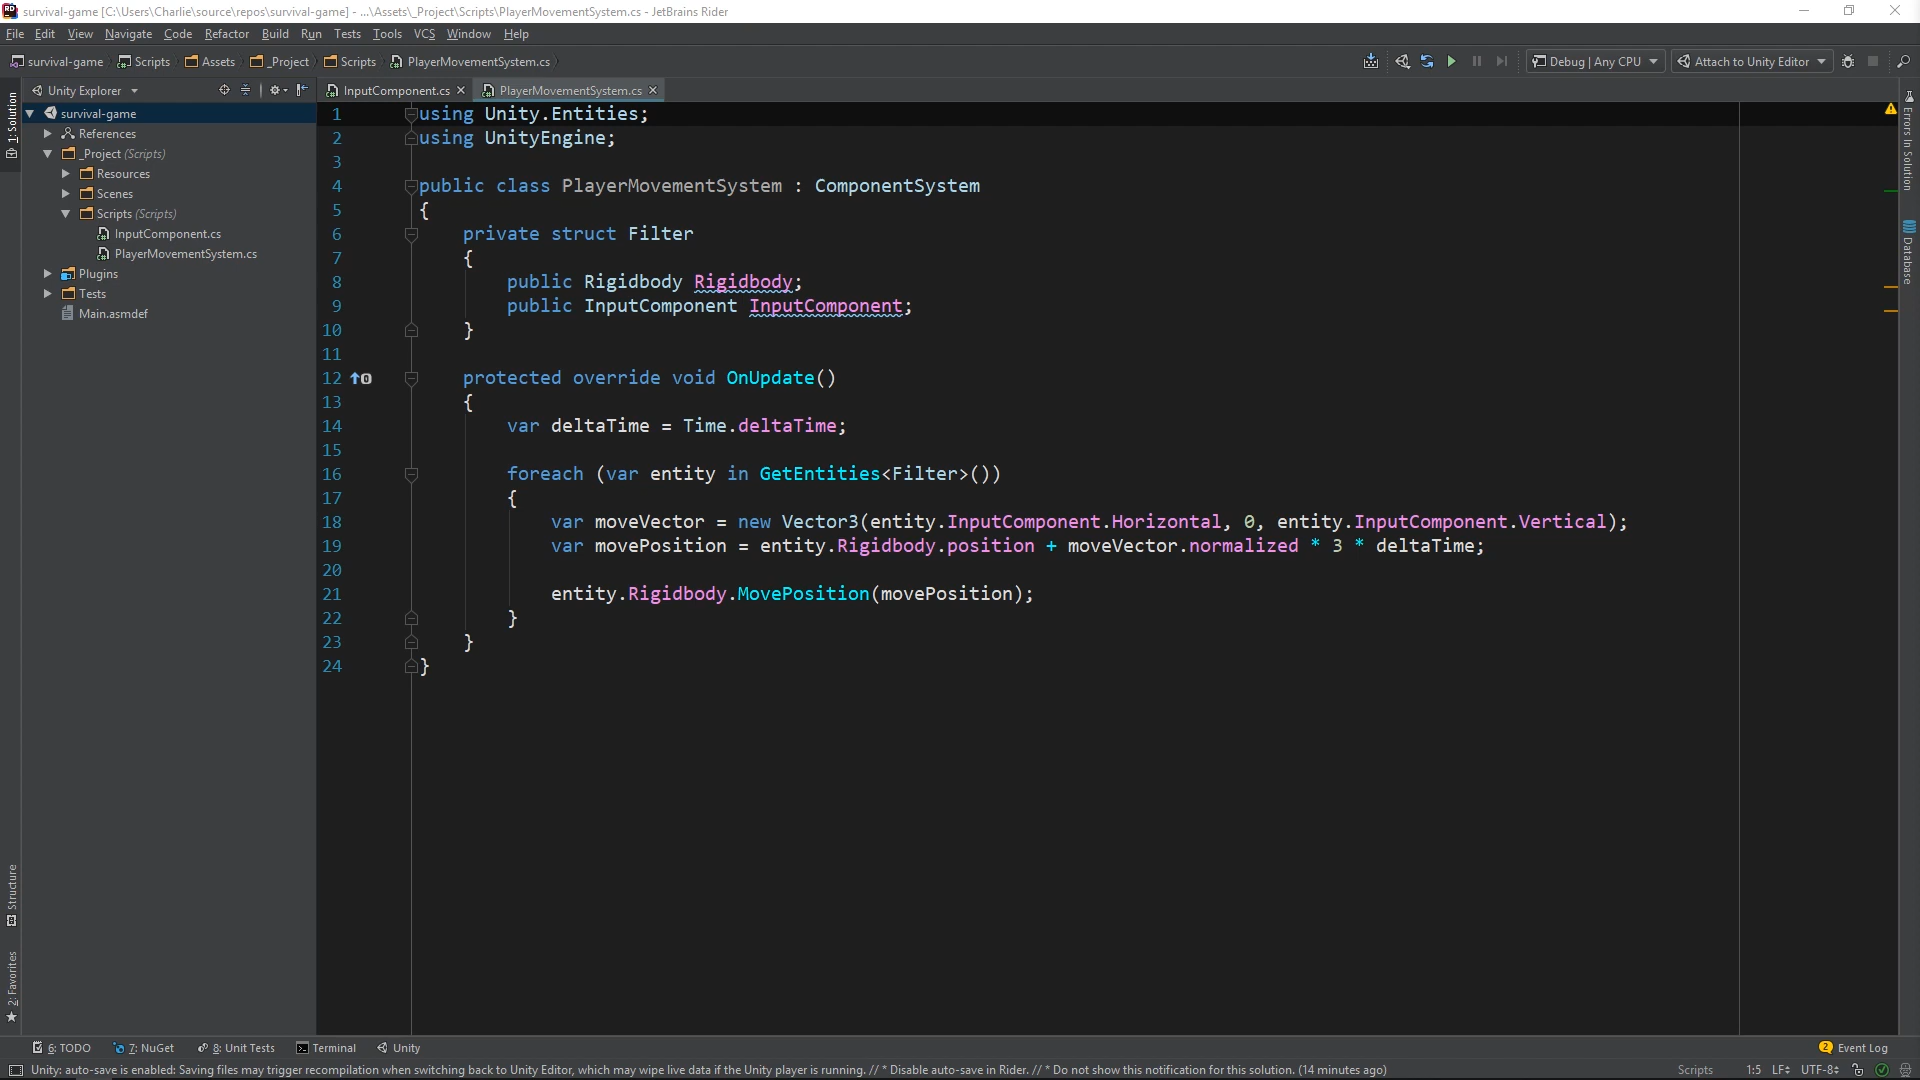 survival-game [C:\Users\Charlie\source\repos\survival-game] - ...\Assets\_Project\Scripts\PlayerMovementSystem.cs - JetBrains Rider
File Edit View Navigate Code Refactor Build Run Tests Tools VCS Window Help
survival-game Scripts Assets _Project Scripts PlayerMovementSystem.cs Debug | Any CPU Attach to Unity Editor
Unity Explorer InputComponent.cs PlayerMovementSystem.cs
1: Solution
survival-game
References
_Project (Scripts)
Resources
Scenes
Scripts (Scripts)
InputComponent.cs
PlayerMovementSystem.cs
Plugins
Tests
Main.asmdef
Structure
2: Favorites
1 using Unity.Entities;
2 using UnityEngine;
3
4 public class PlayerMovementSystem : ComponentSystem
5 {
6 private struct Filter
7 {
8 public Rigidbody Rigidbody;
9 public InputComponent InputComponent;
10 }
11
12 protected override void OnUpdate()
13 {
14 var deltaTime = Time.deltaTime;
15
16 foreach (var entity in GetEntities<Filter>())
17 {
18 var moveVector = new Vector3(entity.InputComponent.Horizontal, 0, entity.InputComponent.Vertical);
19 var movePosition = entity.Rigidbody.position + moveVector.normalized * 3 * deltaTime;
20
21 entity.Rigidbody.MovePosition(movePosition);
22 }
23 }
24 }
Errors In Solution
Database
6: TODO 7: NuGet 8: Unit Tests Terminal Unity 2 Event Log
Unity: auto-save is enabled: Saving files may trigger recompilation when switching back to Unity Editor, which may wipe live data if the Unity player is running. // * Disable auto-save in Rider. // * Do not show this notification for this solution. (14 minutes ago) Scripts 1:5 LF UTF-8